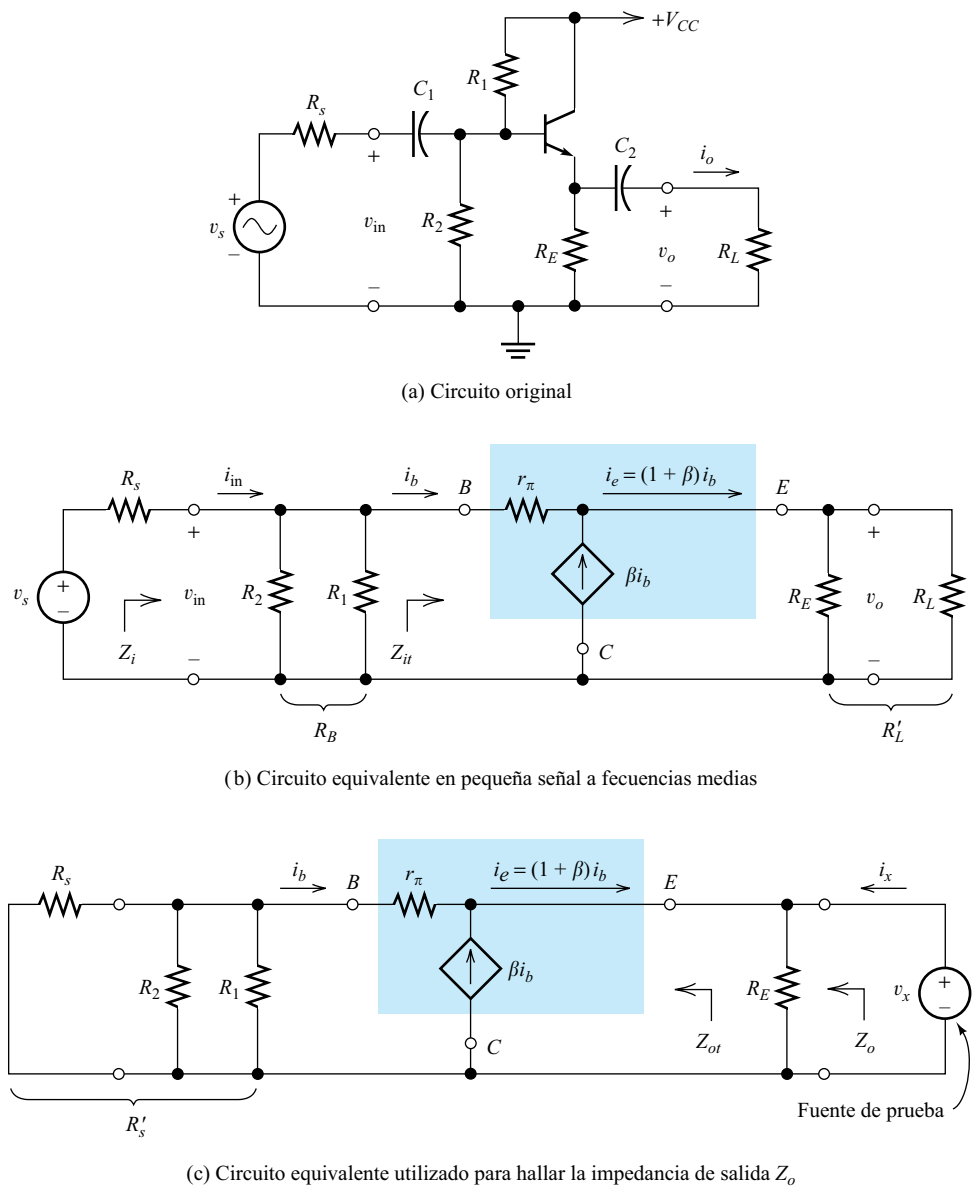 +V_CC
R_1
C_1
R_s
C_2
i_o
+
+
+
v_s
v_in
R_2
R_E
v_o
R_L
−
−
−
(a) Circuito original
R_s
i_in
i_b
B
r_π
i_e = (1 + β) i_b
E
+
+
v_s
+
−
v_in
R_2
R_1
βi_b
R_E
v_o
R_L
Z_i
Z_it
C
−
−
R_B
R'_L
(b) Circuito equivalente en pequeña señal a fecuencias medias
R_s
i_b
B
r_π
i_e = (1 + β) i_b
E
i_x
R_2
R_1
βi_b
R_E
v_x
+
−
Z_ot
Z_o
C
R'_s
Fuente de prueba
(c) Circuito equivalente utilizado para hallar la impedancia de salida Z_o